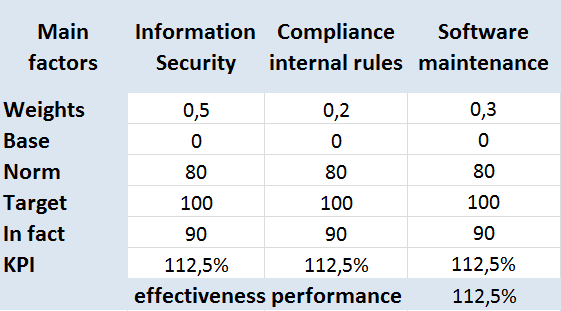 Main factors Information Security Compliance internal rules Software maintenance
Weights 0,5 0,2 0,3
Base 0 0 0
Norm 80 80 80
Target 100 100 100
In fact 90 90 90
KPI 112,5% 112,5% 112,5%
effectiveness performance 112,5%